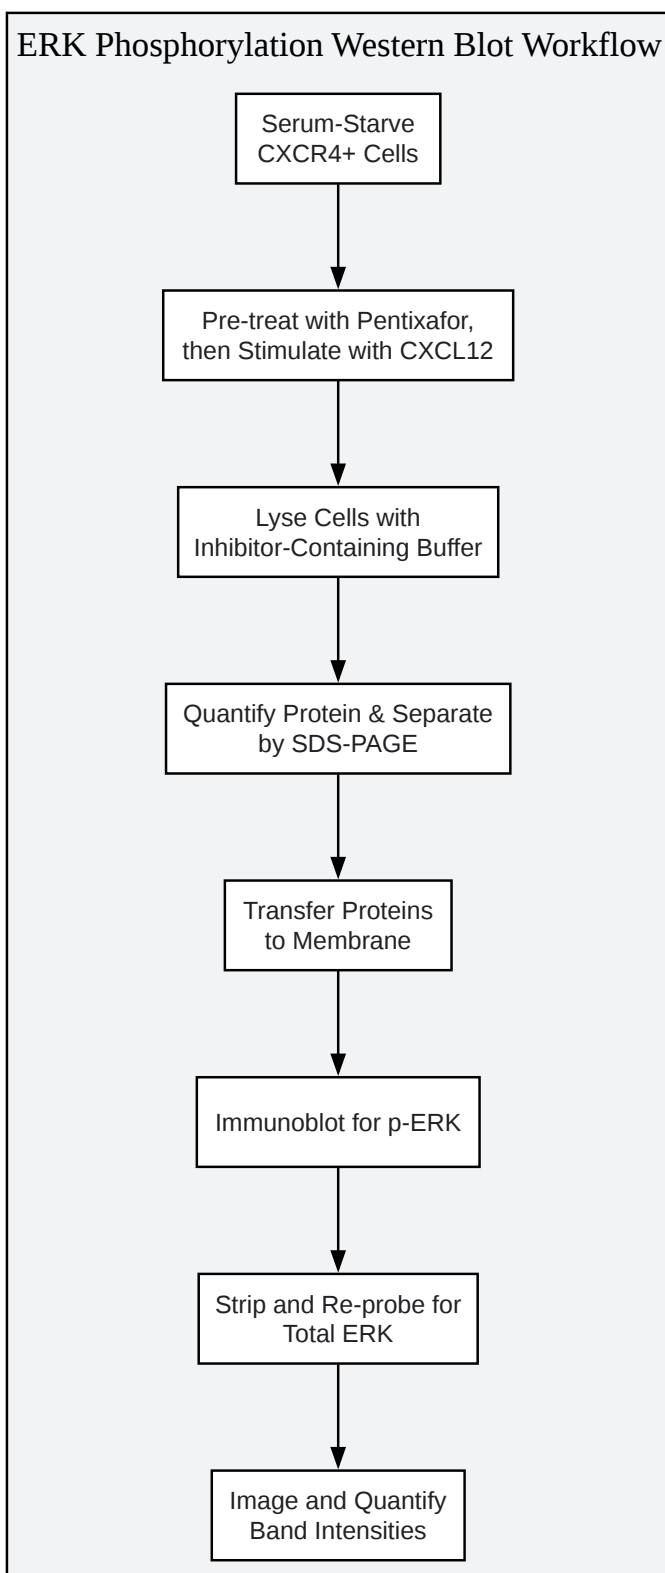 ERK Phosphorylation Western Blot Workflow
Serum-Starve
CXCR4+ Cells
Pre-treat with Pentixafor,
then Stimulate with CXCL12
Lyse Cells with
Inhibitor-Containing Buffer
Quantify Protein & Separate
by SDS-PAGE
Transfer Proteins
to Membrane
Immunoblot for p-ERK
Strip and Re-probe for
Total ERK
Image and Quantify
Band Intensities